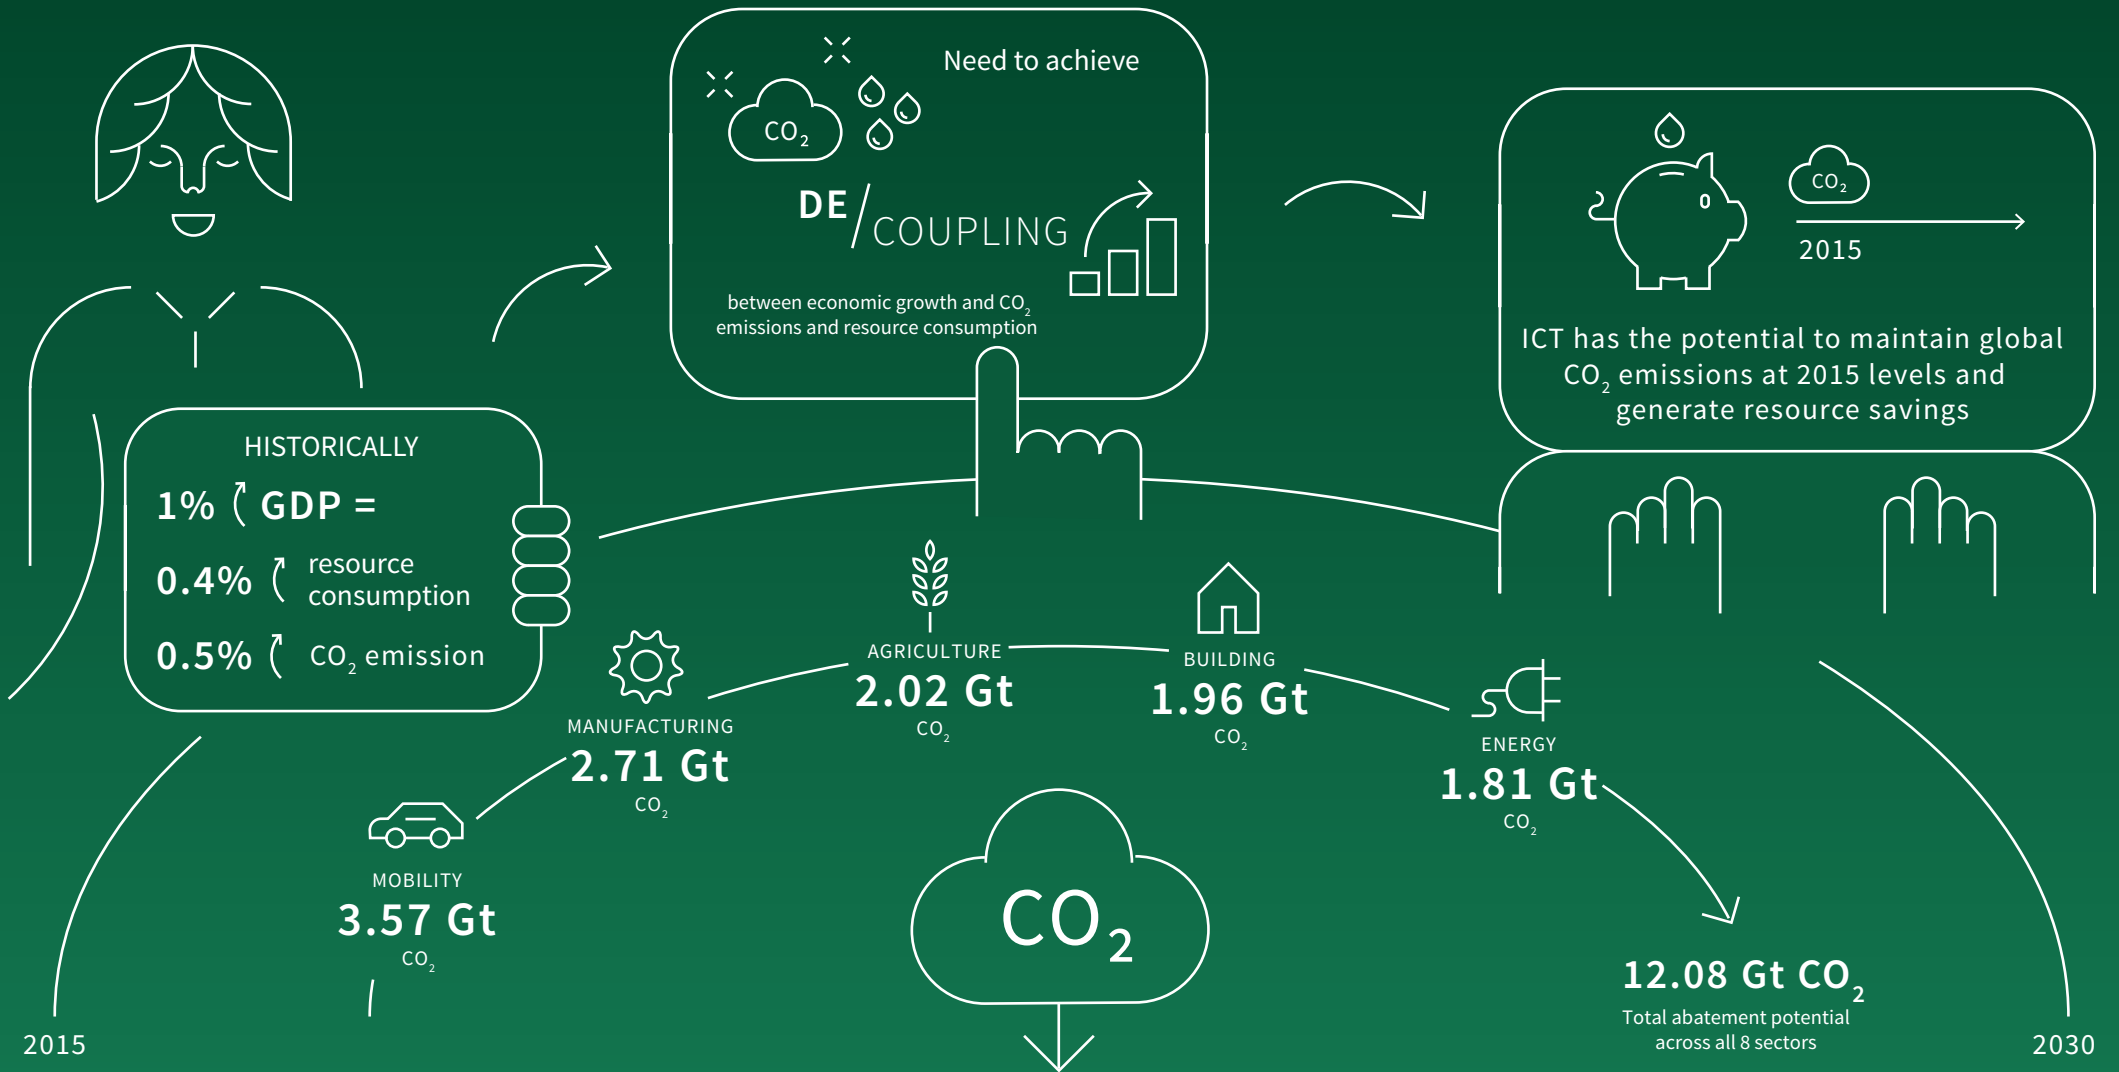 HISTORICALLY
1% GDP =
0.4% resource
consumption
0.5% CO₂ emission
Need to achieve
CO₂
DE/COUPLING
between economic growth and CO₂
emissions and resource consumption
CO₂
2015
ICT has the potential to maintain global
CO₂ emissions at 2015 levels and
generate resource savings
MOBILITY
3.57 Gt
CO₂
MANUFACTURING
2.71 Gt
CO₂
AGRICULTURE
2.02 Gt
CO₂
BUILDING
1.96 Gt
CO₂
ENERGY
1.81 Gt
CO₂
CO₂
12.08 Gt CO₂
Total abatement potential
across all 8 sectors
2015
2030